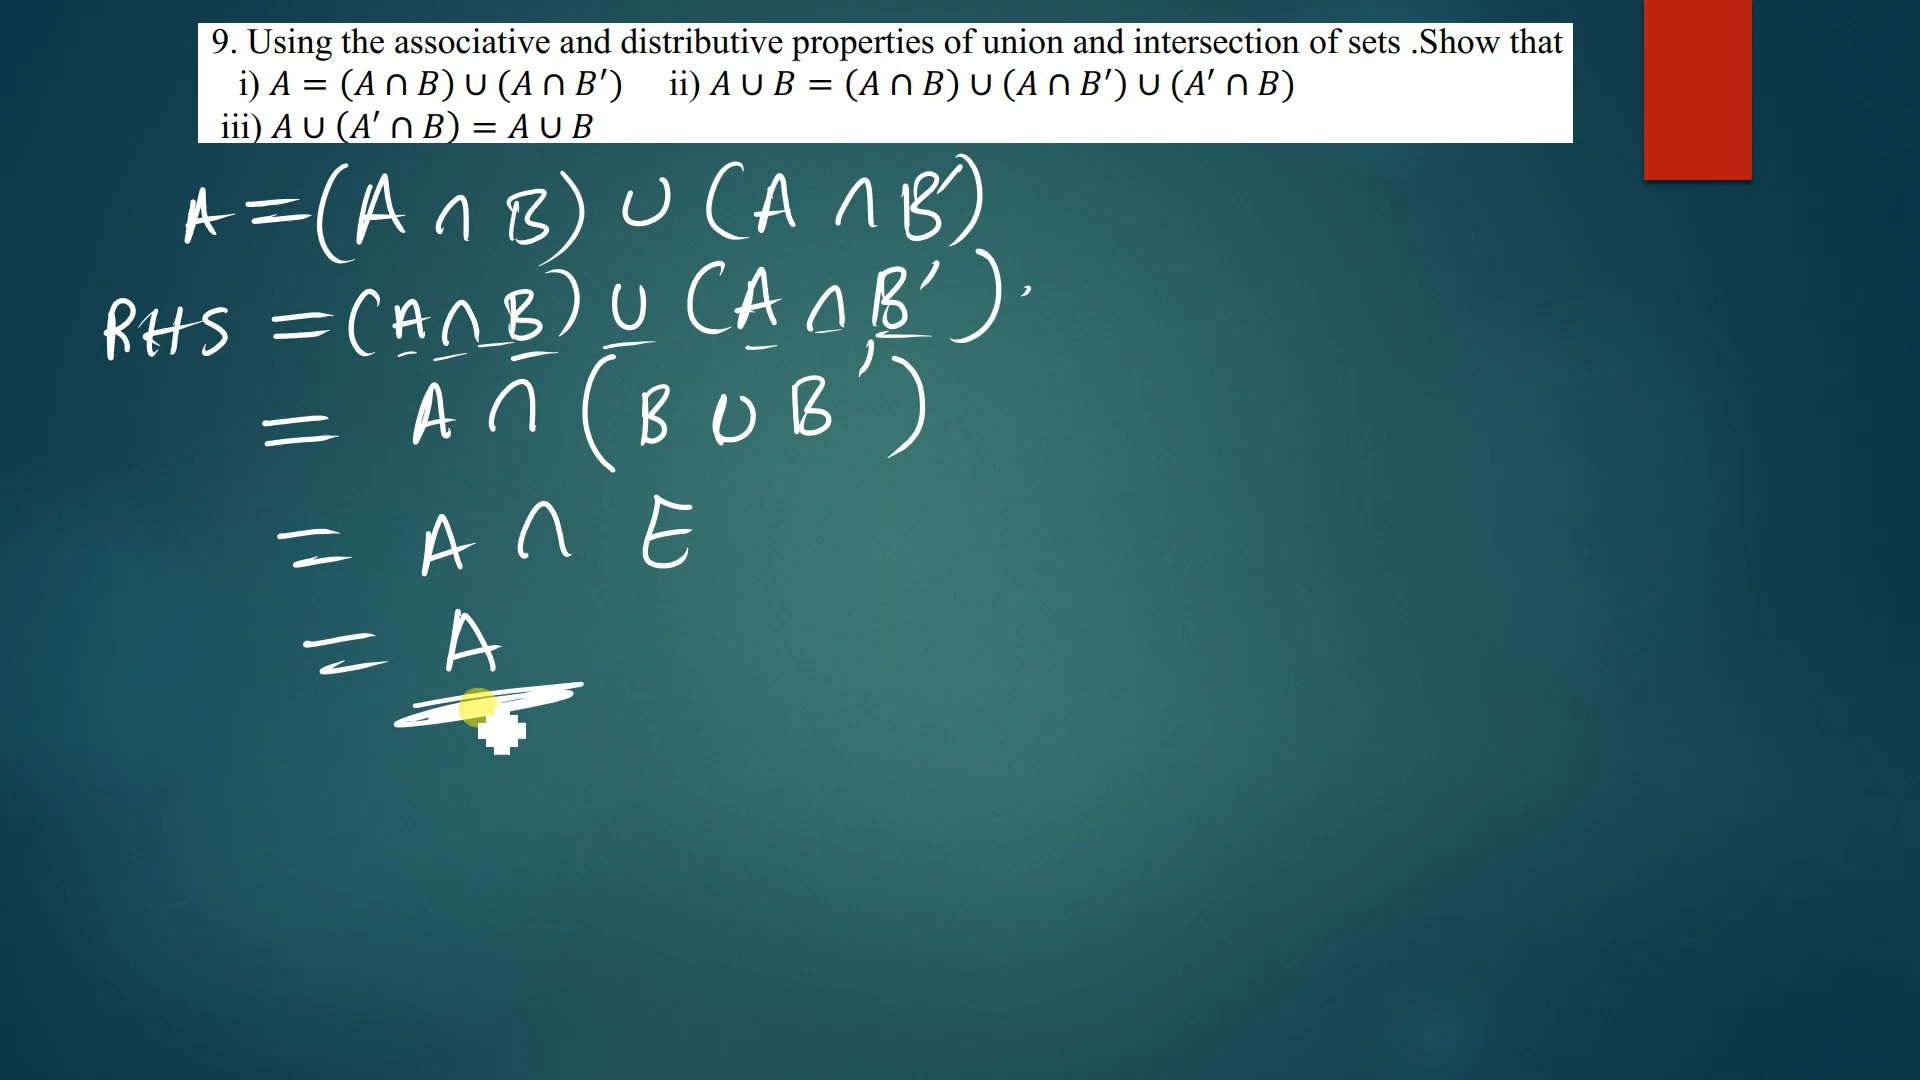 9. Using the associative and distributive properties of union and intersection of sets .Show that
i) A = (A ∩ B) ∪ (A ∩ B′) ii) A ∪ B = (A ∩ B) ∪ (A ∩ B′) ∪ (A′ ∩ B)
iii) A ∪ (A′ ∩ B) = A ∪ B
A = (A ∩ B) ∪ (A ∩ B′)
RHS = (A ∩ B) ∪ (A ∩ B′).
= A ∩ (B ∪ B′)
= A ∩ E
= A